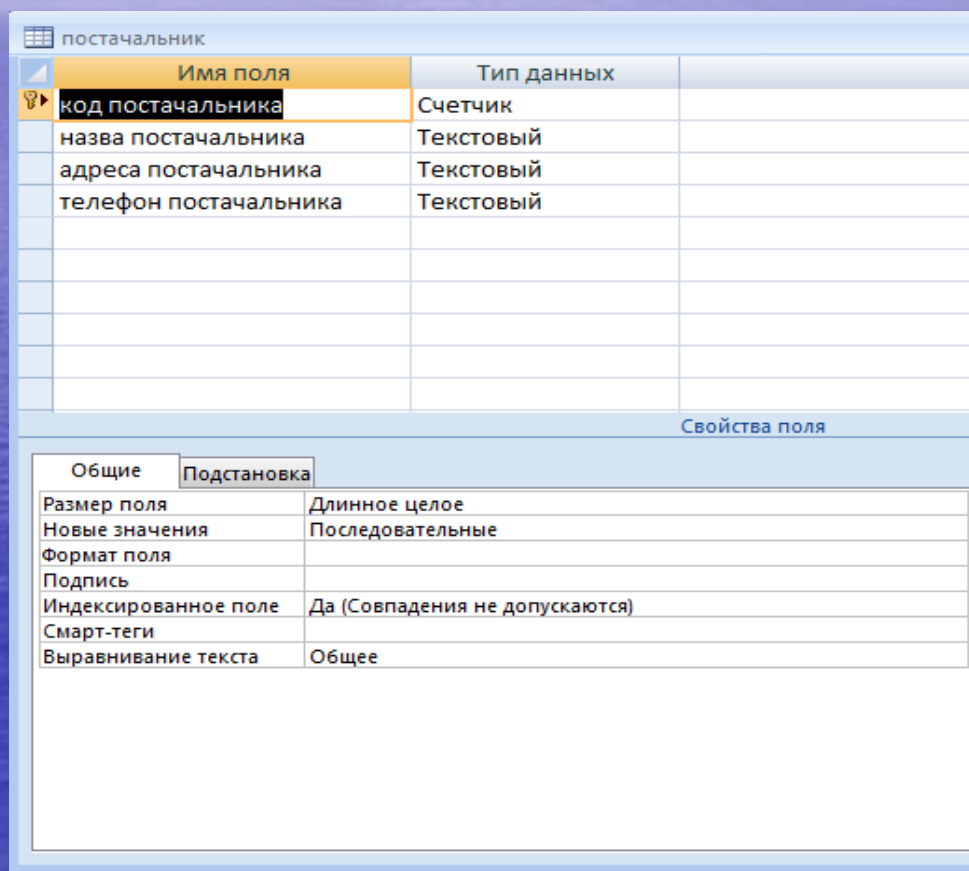 постачальник
Имя поля Тип данных
код постачальника Счетчик
назва постачальника Текстовый
адреса постачальника Текстовый
телефон постачальника Текстовый
Свойства поля
Общие Подстановка
Размер поля Длинное целое
Новые значения Последовательные
Формат поля
Подпись
Индексированное поле Да (Совпадения не допускаются)
Смарт-теги
Выравнивание текста Общее